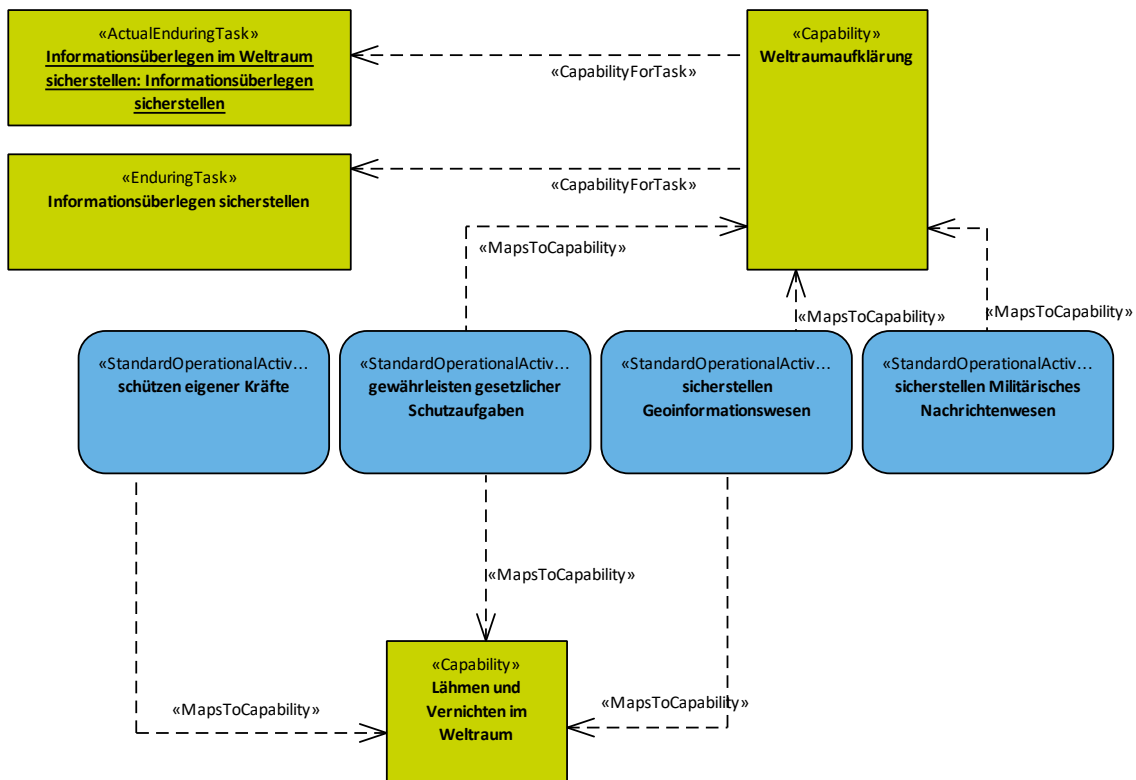 «ActualEnduringTask»
Informationsüberlegen im Weltraum
sicherstellen: Informationsüberlegen
sicherstellen
«Capability»
Weltraumaufklärung
«CapabilityForTask»
«EnduringTask»
Informationsüberlegen sicherstellen
«CapabilityForTask»
«MapsToCapability»
«MapsToCapability»
«MapsToCapability»
«StandardOperationalActiv...
schützen eigener Kräfte
«StandardOperationalActiv...
gewährleisten gesetzlicher
Schutzaufgaben
«StandardOperationalActiv...
sicherstellen
Geoinformationswesen
«StandardOperationalActiv...
sicherstellen Militärisches
Nachrichtenwesen
«MapsToCapability»
«Capability»
Lähmen und
Vernichten im
Weltraum
«MapsToCapability»
«MapsToCapability»